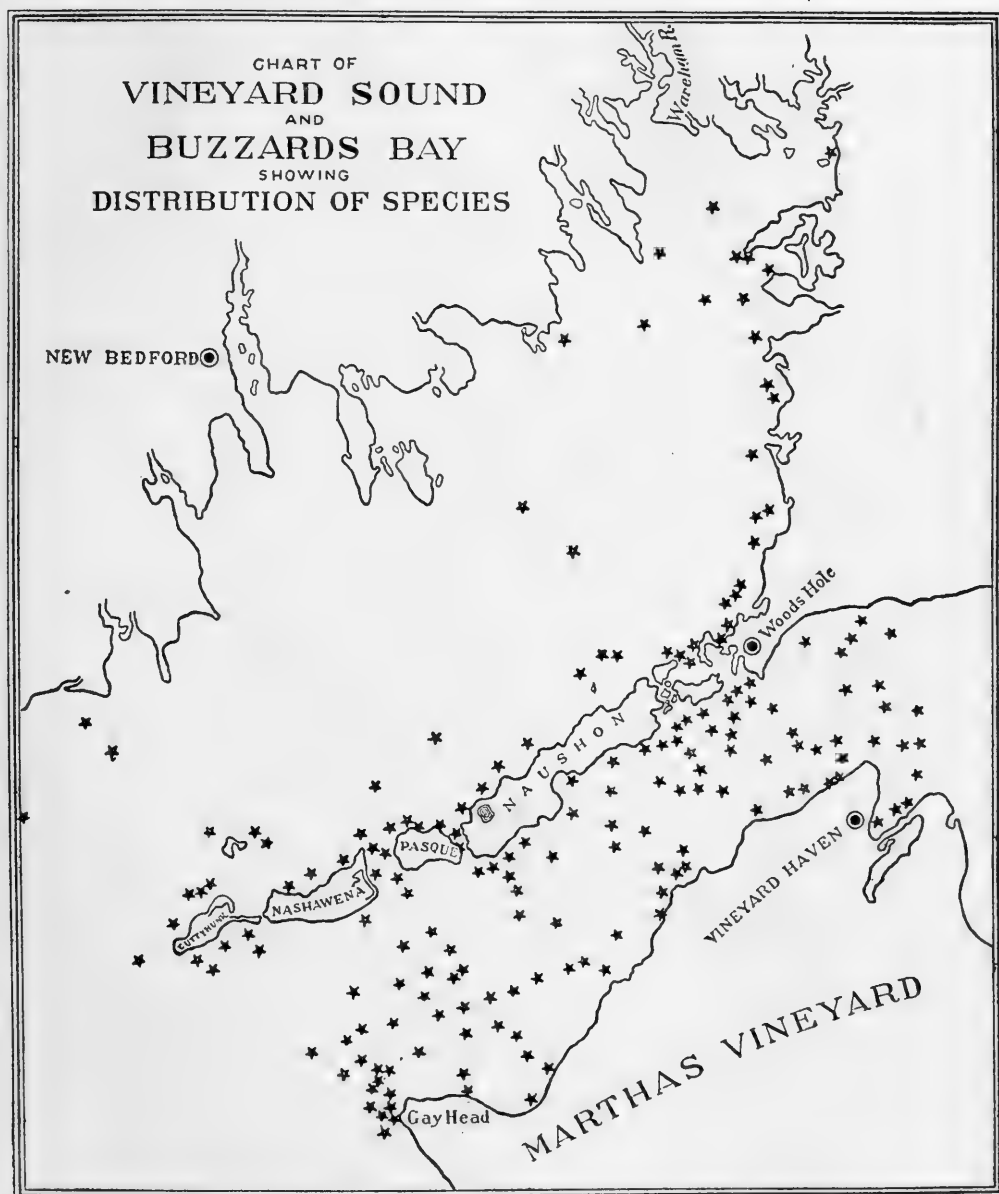 CHART OF
VINEYARD SOUND
AND
BUZZARDS BAY
SHOWING
DISTRIBUTION OF SPECIES
Wareham R.
NEW BEDFORD
Woods Hole
NAUSHON
PASQUE
NASHAWENA
CUTTYHUNK
VINEYARD HAVEN
MARTHAS VINEYARD
Gay Head